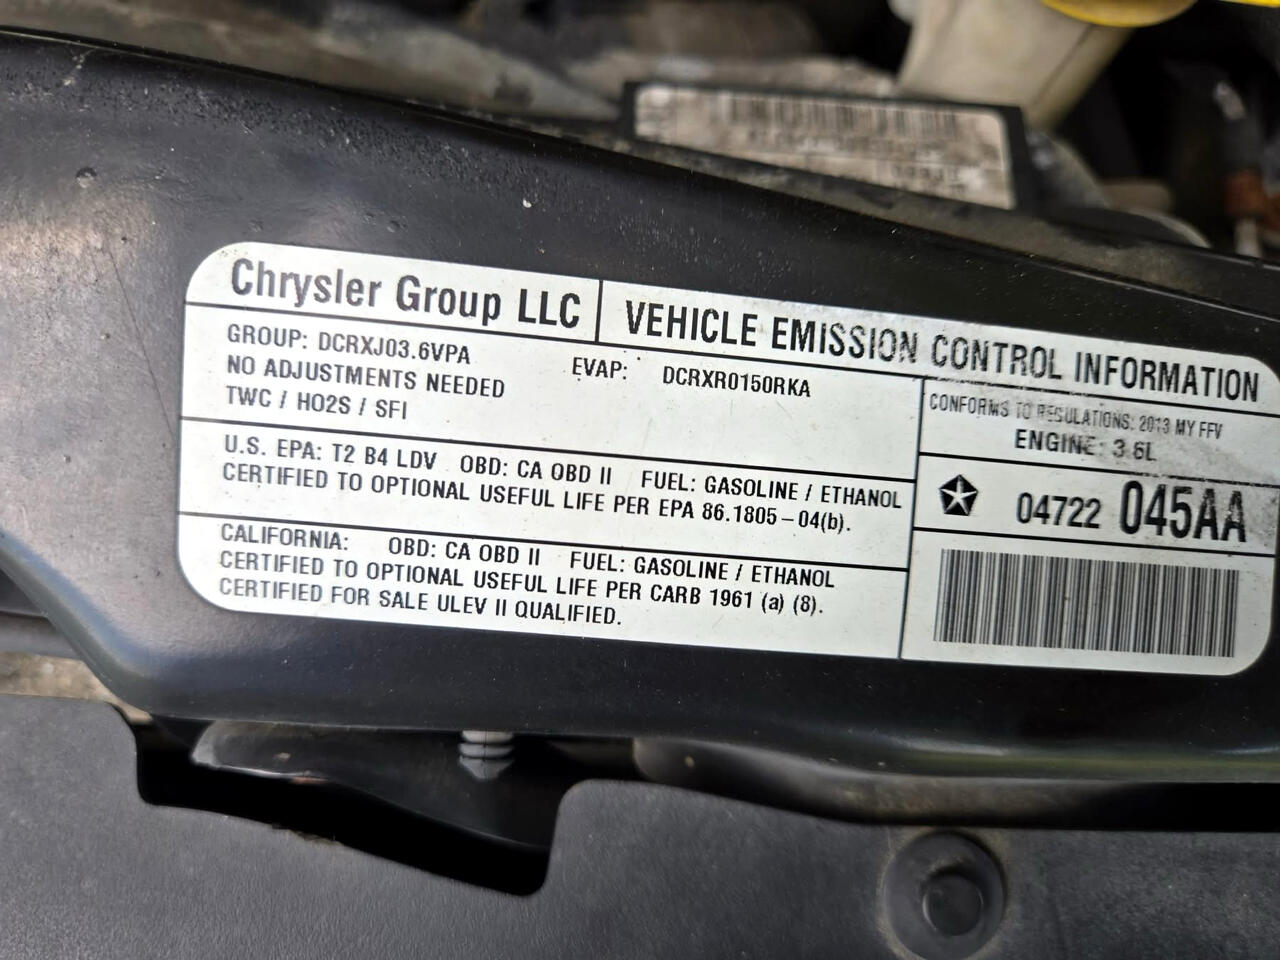 Chrysler Group LLC
VEHICLE EMISSION CONTROL INFORMATION
GROUP: DCRXJ03.6VPA
EVAP: DCRXR0150RKA
NO ADJUSTMENTS NEEDED
TWC / HO2S / SFI
CONFORMS TO REGULATIONS: 2013 MY FFV
ENGINE: 3.6L
U.S. EPA: T2 B4 LDV OBD: CA OBD II FUEL: GASOLINE / ETHANOL
CERTIFIED TO OPTIONAL USEFUL LIFE PER EPA 86.1805-04(b).
04722 045AA
CALIFORNIA: OBD: CA OBD II FUEL: GASOLINE / ETHANOL
CERTIFIED TO OPTIONAL USEFUL LIFE PER CARB 1961 (a) (8).
CERTIFIED FOR SALE ULEV II QUALIFIED.